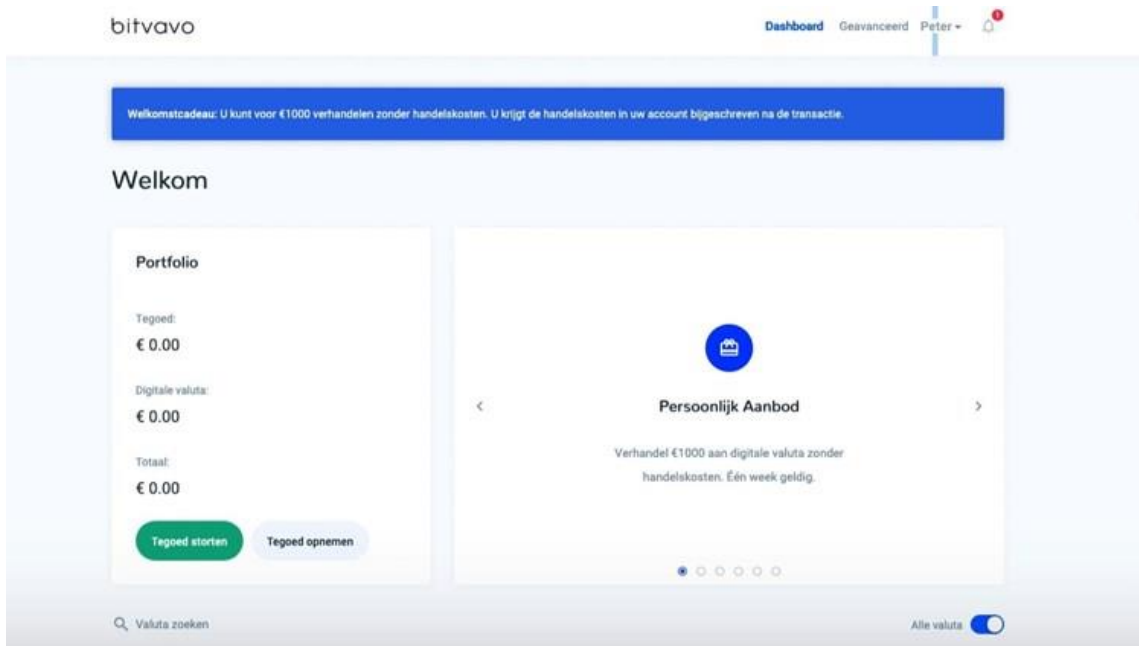 bitvavo
Dashboard Geavanceerd Peter
1
Welkomstcadeau: U kunt voor €1000 verhandelen zonder handelskosten. U krijgt de handelskosten in uw account bijgeschreven na de transactie.
Welkom
Portfolio
Tegoed:
€ 0.00
Digitale valuta:
€ 0.00
Totaal:
€ 0.00
Tegoed storten
Tegoed opnemen
Persoonlijk Aanbod
Verhandel €1000 aan digitale valuta zonder
handelskosten. Één week geldig.
Valuta zoeken
Alle valuta